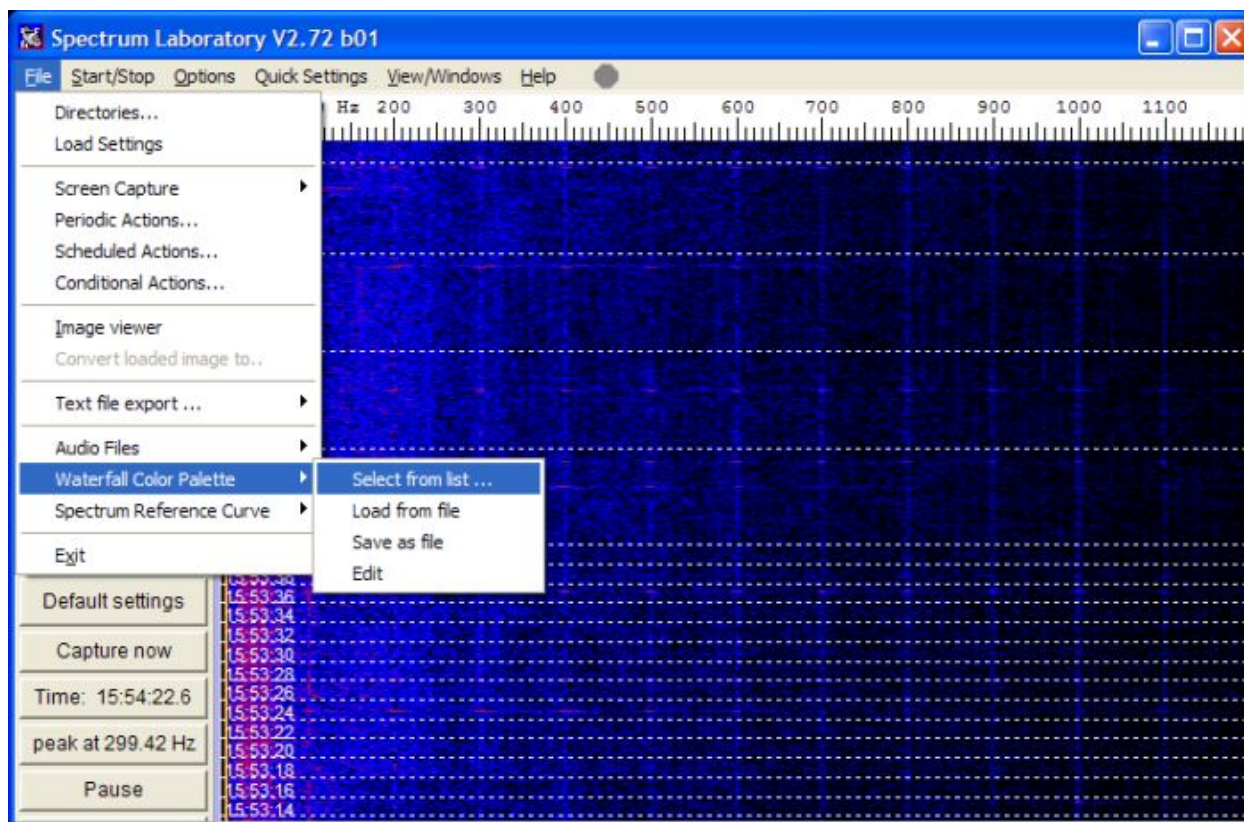 Spectrum Laboratory V2.72 b01
File Start/Stop Options Quick Settings View/Windows Help
Hz 200 300 400 500 600 700 800 900 1000 1100
Directories...
Load Settings
Screen Capture
Periodic Actions...
Scheduled Actions...
Conditional Actions...
Image viewer
Convert loaded image to..
Text file export ...
Audio Files
Waterfall Color Palette
Select from list ...
Spectrum Reference Curve
Load from file
Save as file
Exit
Edit
Default settings
15:53:36
15:53:34
15:53:32
Capture now
15:53:30
15:53:28
Time: 15:54:22.6
15:53:26
15:53:24
15:53:22
peak at 299.42 Hz
15:53:20
15:53:18
Pause
15:53:16
15:53:14